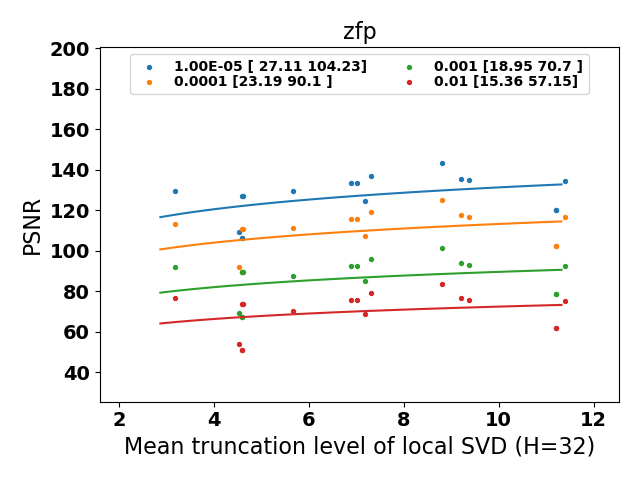 zfp
1.00E-05 [ 27.11 104.23]
0.0001 [23.19 90.1 ]
0.001 [18.95 70.7 ]
0.01 [15.36 57.15]
200
180
160
140
120
100
80
60
40
PSNR
2 4 6 8 10 12
Mean truncation level of local SVD (H=32)